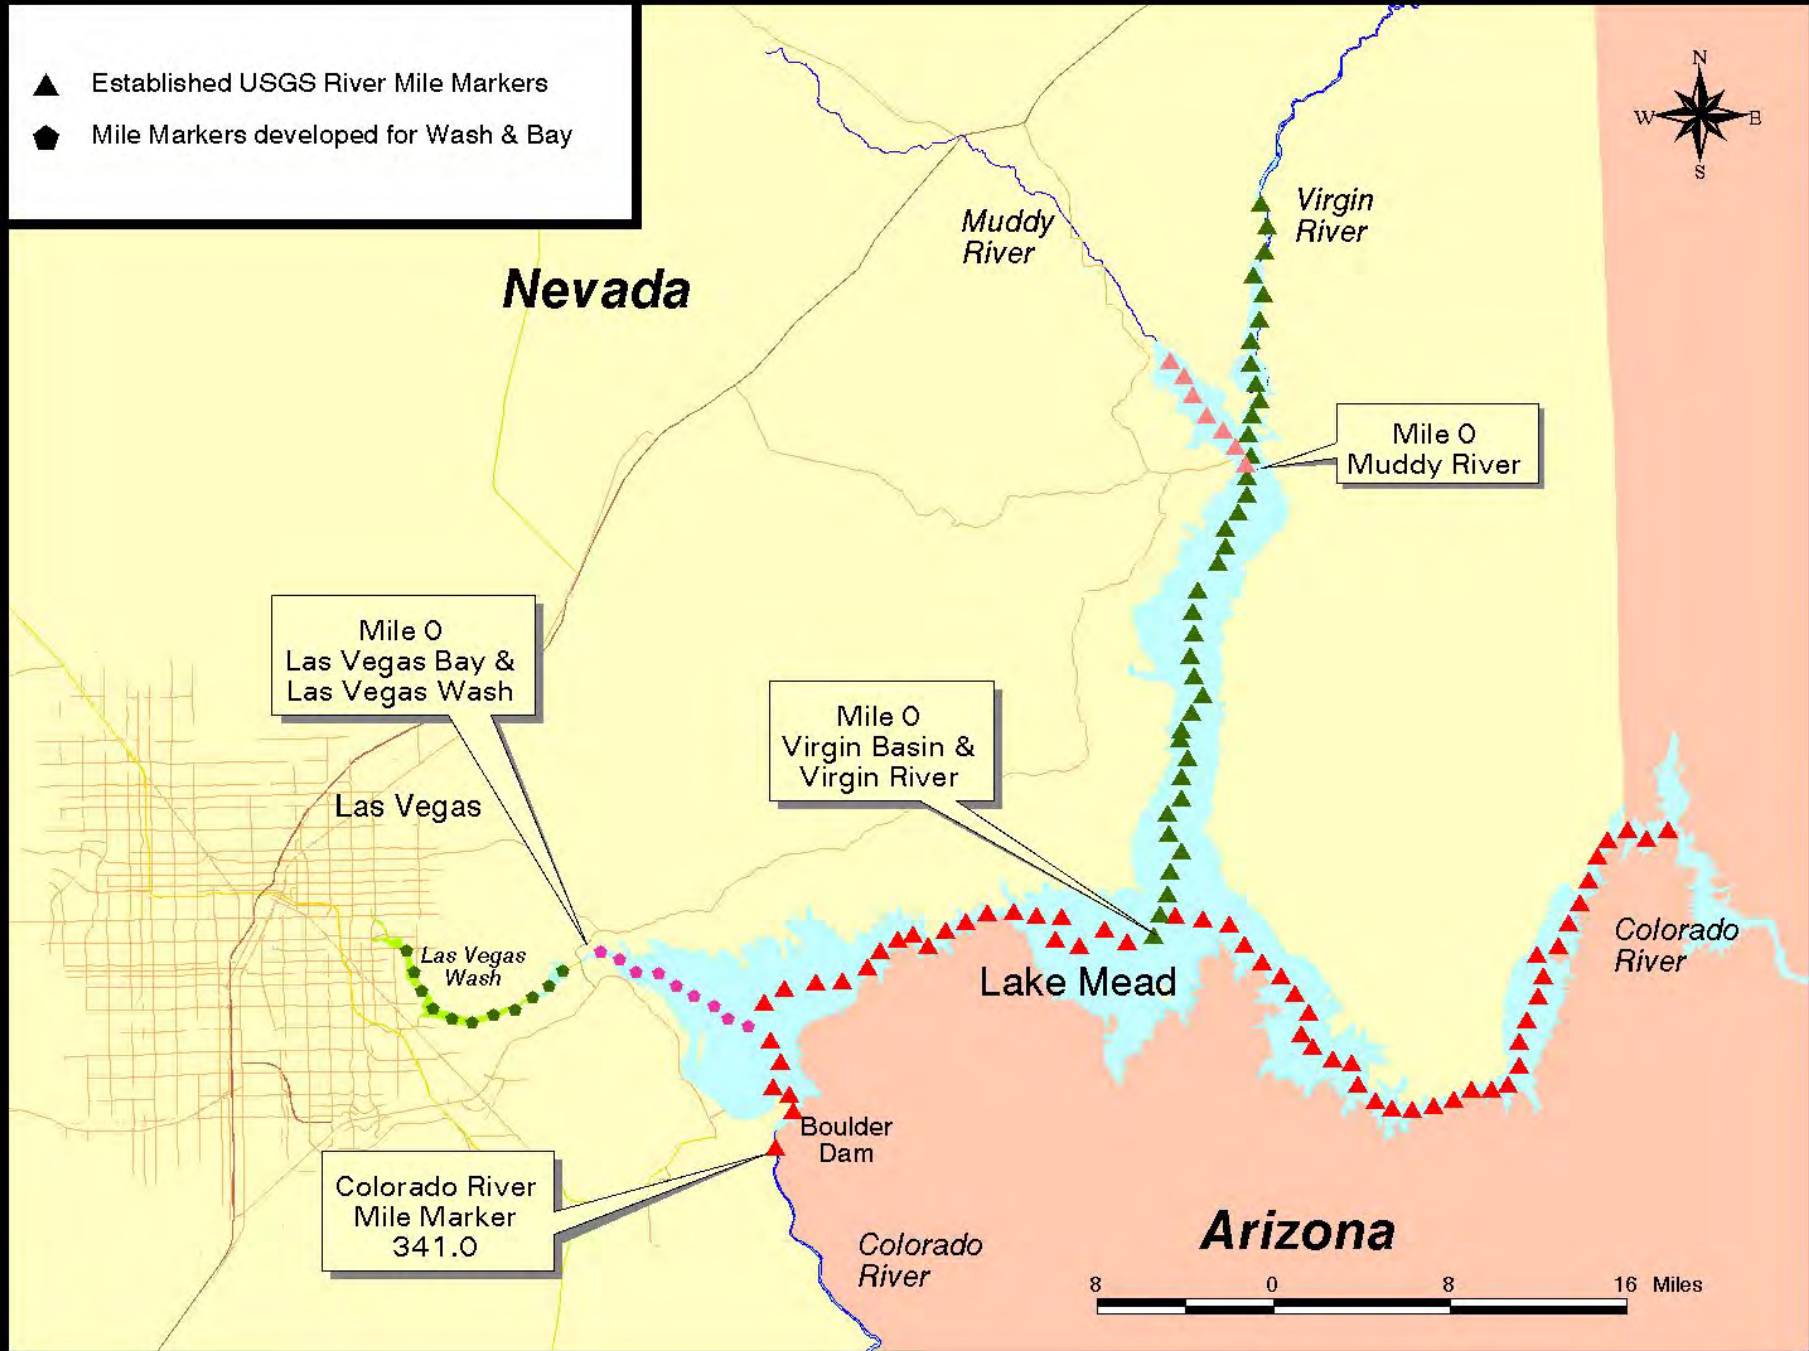 Established USGS River Mile Markers
Mile Markers developed for Wash & Bay
N
W
E
S
Virgin
River
Muddy
River
Nevada
Mile 0
Muddy River
Mile 0
Las Vegas Bay &
Las Vegas Wash
Mile 0
Virgin Basin &
Virgin River
Las Vegas
Las Vegas
Wash
Lake Mead
Colorado
River
Boulder
Dam
Colorado River
Mile Marker
341.0
Colorado
River
Arizona
8 0 8 16 Miles